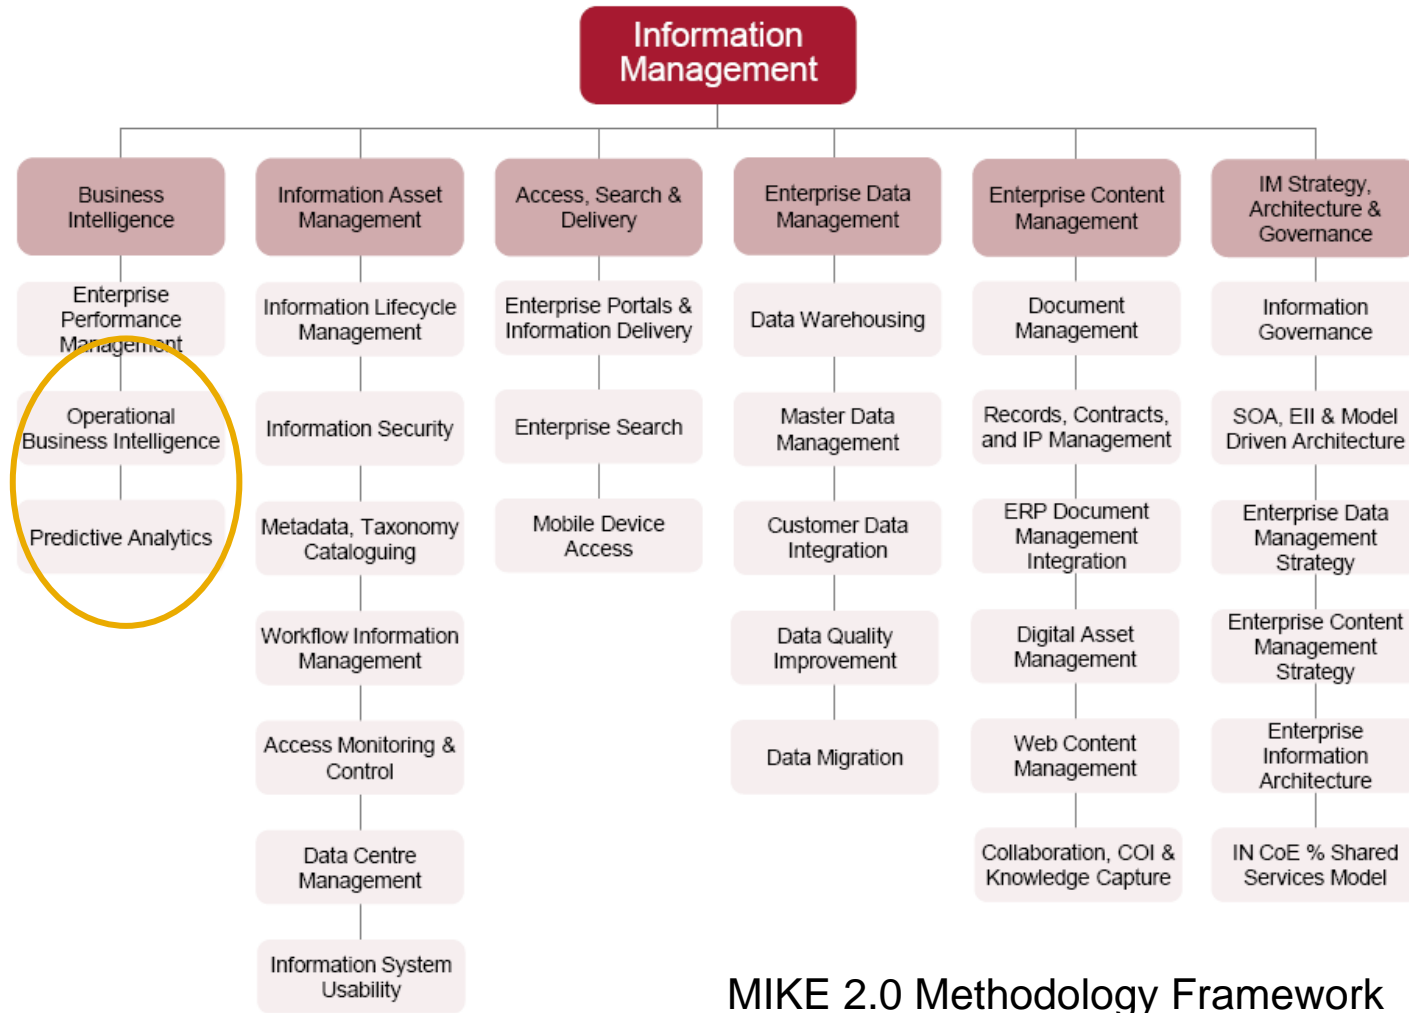 Information
Management
Business
Intelligence
Enterprise
Performance
Management
Operational
Business Intelligence
Predictive Analytics
Information Asset
Management
Information Lifecycle
Management
Information Security
Metadata, Taxonomy
Cataloguing
Workflow Information
Management
Access Monitoring &
Control
Data Centre
Management
Information System
Usability
Access, Search &
Delivery
Enterprise Portals &
Information Delivery
Enterprise Search
Mobile Device
Access
Enterprise Data
Management
Data Warehousing
Master Data
Management
Customer Data
Integration
Data Quality
Improvement
Data Migration
Enterprise Content
Management
Document
Management
Records, Contracts,
and IP Management
ERP Document
Management
Integration
Digital Asset
Management
Web Content
Management
Collaboration, COI &
Knowledge Capture
IM Strategy,
Architecture &
Governance
Information
Governance
SOA, EII & Model
Driven Architecture
Enterprise Data
Management
Strategy
Enterprise Content
Management
Strategy
Enterprise
Information
Architecture
IN CoE % Shared
Services Model
MIKE 2.0 Methodology Framework